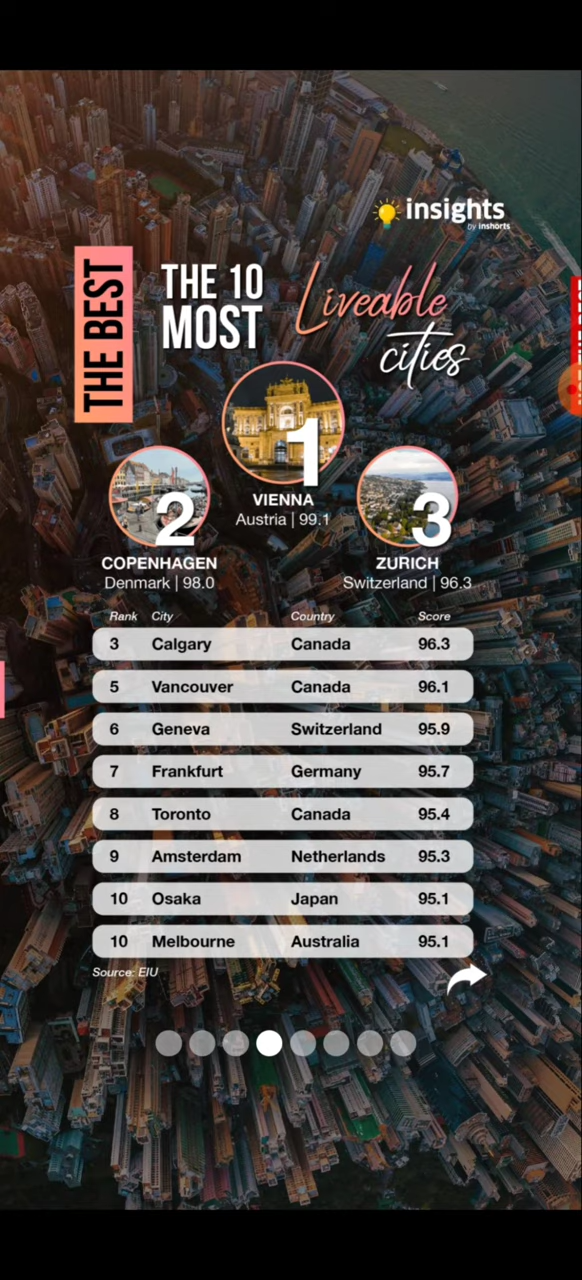 insights
by inshorts
THE BEST
THE 10
MOST
Liveable
cities
1
VIENNA
Austria | 99.1
2
COPENHAGEN
Denmark | 98.0
3
ZURICH
Switzerland | 96.3
Rank City Country Score
3 Calgary Canada 96.3
5 Vancouver Canada 96.1
6 Geneva Switzerland 95.9
7 Frankfurt Germany 95.7
8 Toronto Canada 95.4
9 Amsterdam Netherlands 95.3
10 Osaka Japan 95.1
10 Melbourne Australia 95.1
Source: EIU